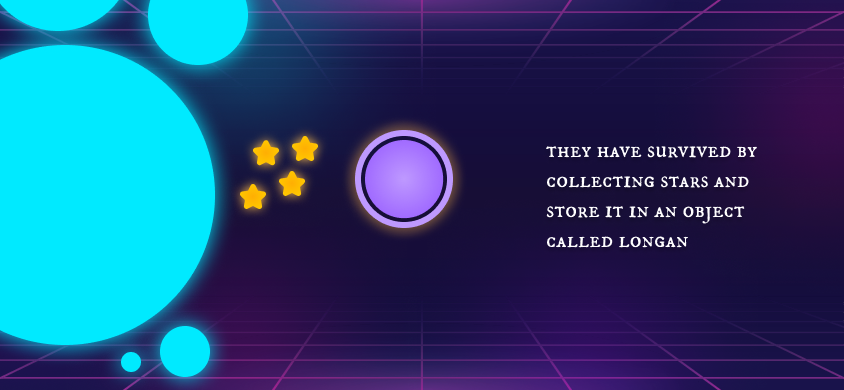 THEY HAVE SURVIVED BY
COLLECTING STARS AND
STORE IT IN AN OBJECT
CALLED LONGAN